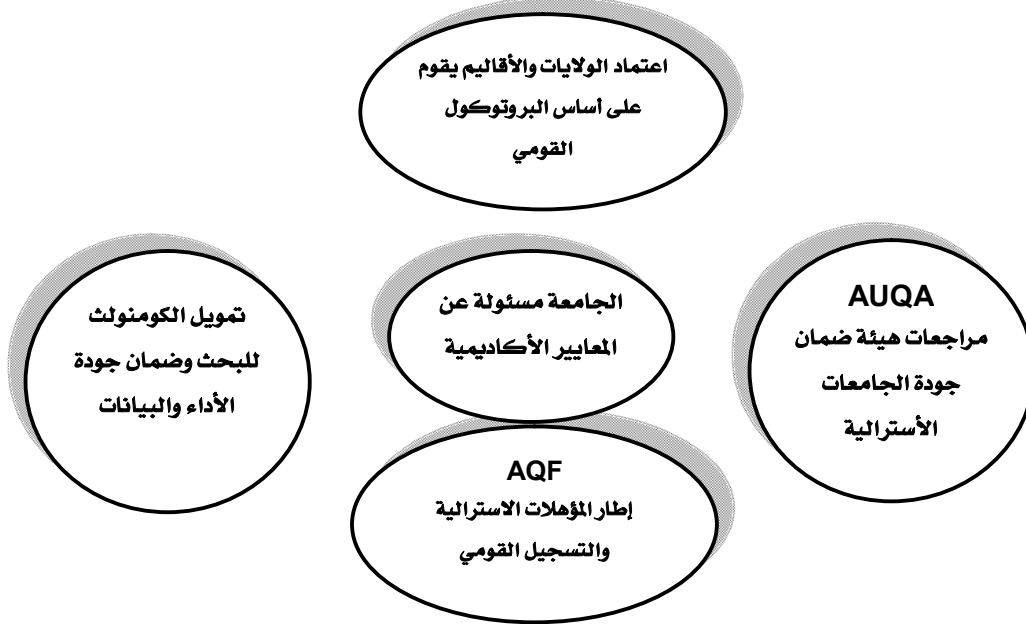 اعتماد الولايات والأقاليم يقوم
على أساس البروتوكول
القومي
AUQA
مراجعات هيئة ضمان
جودة الجامعات
الأسترالية
الجامعة مسئولة عن
المعايير الأكاديمية
تمويل الكومنولث
للبحث وضمان جودة
الأداء والبيانات
AQF
إطار المؤهلات الاسترالية
والتسجيل القومي